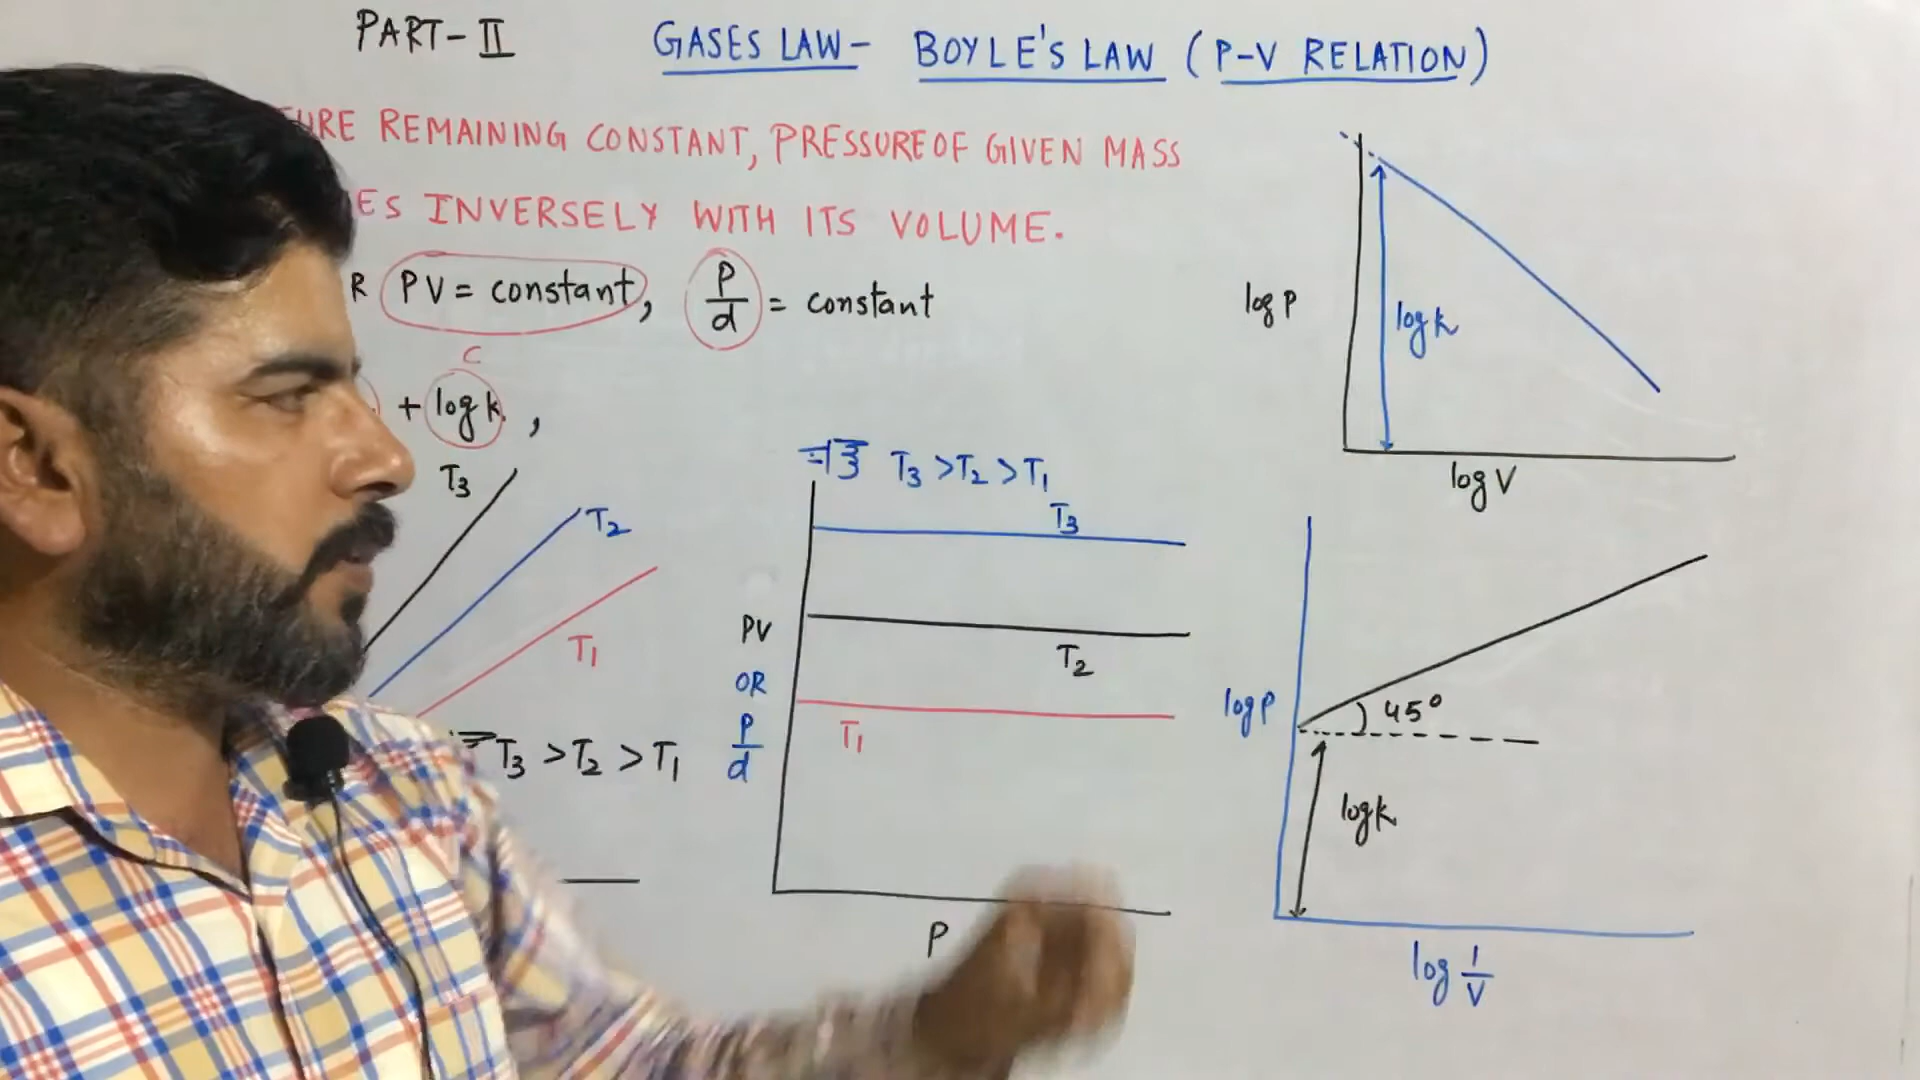 PART-II
GASES LAW- BOYLE'S LAW (P-V RELATION)
REMAINING CONSTANT, PRESSURE OF GIVEN MASS
INVERSELY WITH ITS VOLUME.
R PV = constant, P/d = constant
C
+ log k,
T3
T2
T1
T3 > T2 > T1
T3 > T2 > T1
T3
T2
T1
PV
OR
P/d
P
log P
log k
log V
log P
45°
log k
log 1/V